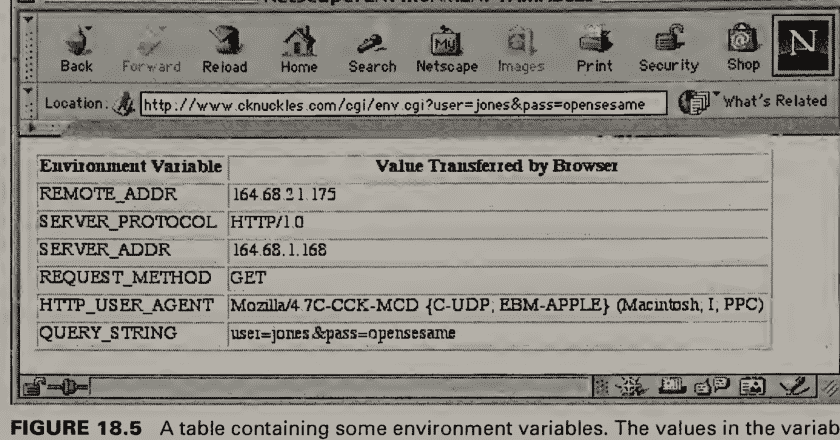 Back Forward Reload Home Search Netscape Images Print Security Shop N
My
Location: http://www.cknuckles.com/cgi/env.cgi?user=jones&pass=opensesame What's Related
Environment Variable Value Transferred by Browser
REMOTE_ADDR 164.68.21.175
SERVER_PROTOCOL HTTP/1.0
SERVER_ADDR 164.68.1.168
REQUEST_METHOD GET
HTTP_USER_AGENT Mozilla/4.7C-CCK-MCD {C-UDP; EBM-APPLE} (Macintosh; I; PPC)
QUERY_STRING user=jones&pass=opensesame
FIGURE 18.5 A table containing some environment variables. The values in the variab